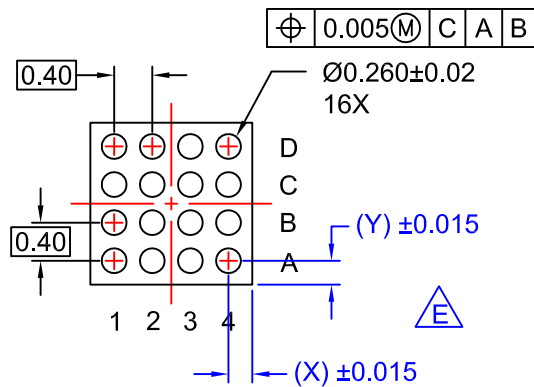 ⌖ 0.005Ⓜ C A B
0.40
Ø0.260±0.02
16X
D
C
B
A
0.40
(Y) ±0.015
E
1 2 3 4
(X) ±0.015